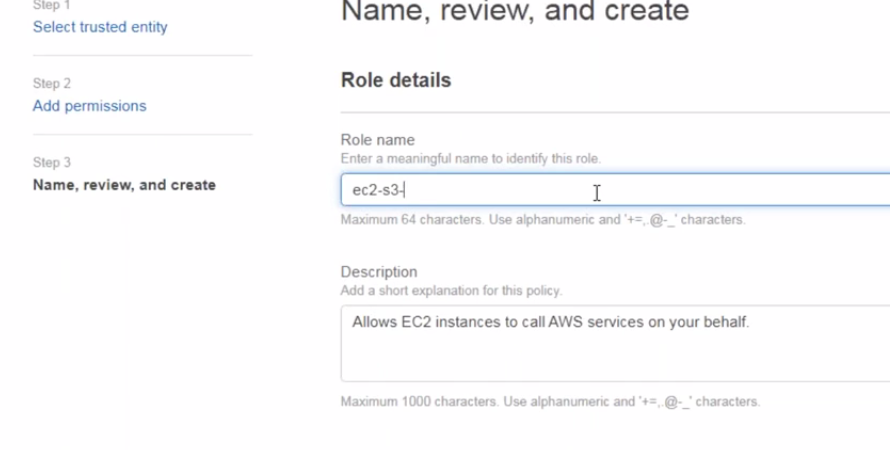 Step 1
Select trusted entity
Step 2
Add permissions
Step 3
Name, review, and create
Name, review, and create
Role details
Role name
Enter a meaningful name to identify this role.
ec2-s3-
Maximum 64 characters. Use alphanumeric and '+=,.@-_' characters.
Description
Add a short explanation for this policy.
Allows EC2 instances to call AWS services on your behalf.
Maximum 1000 characters. Use alphanumeric and '+=,.@-_' characters.